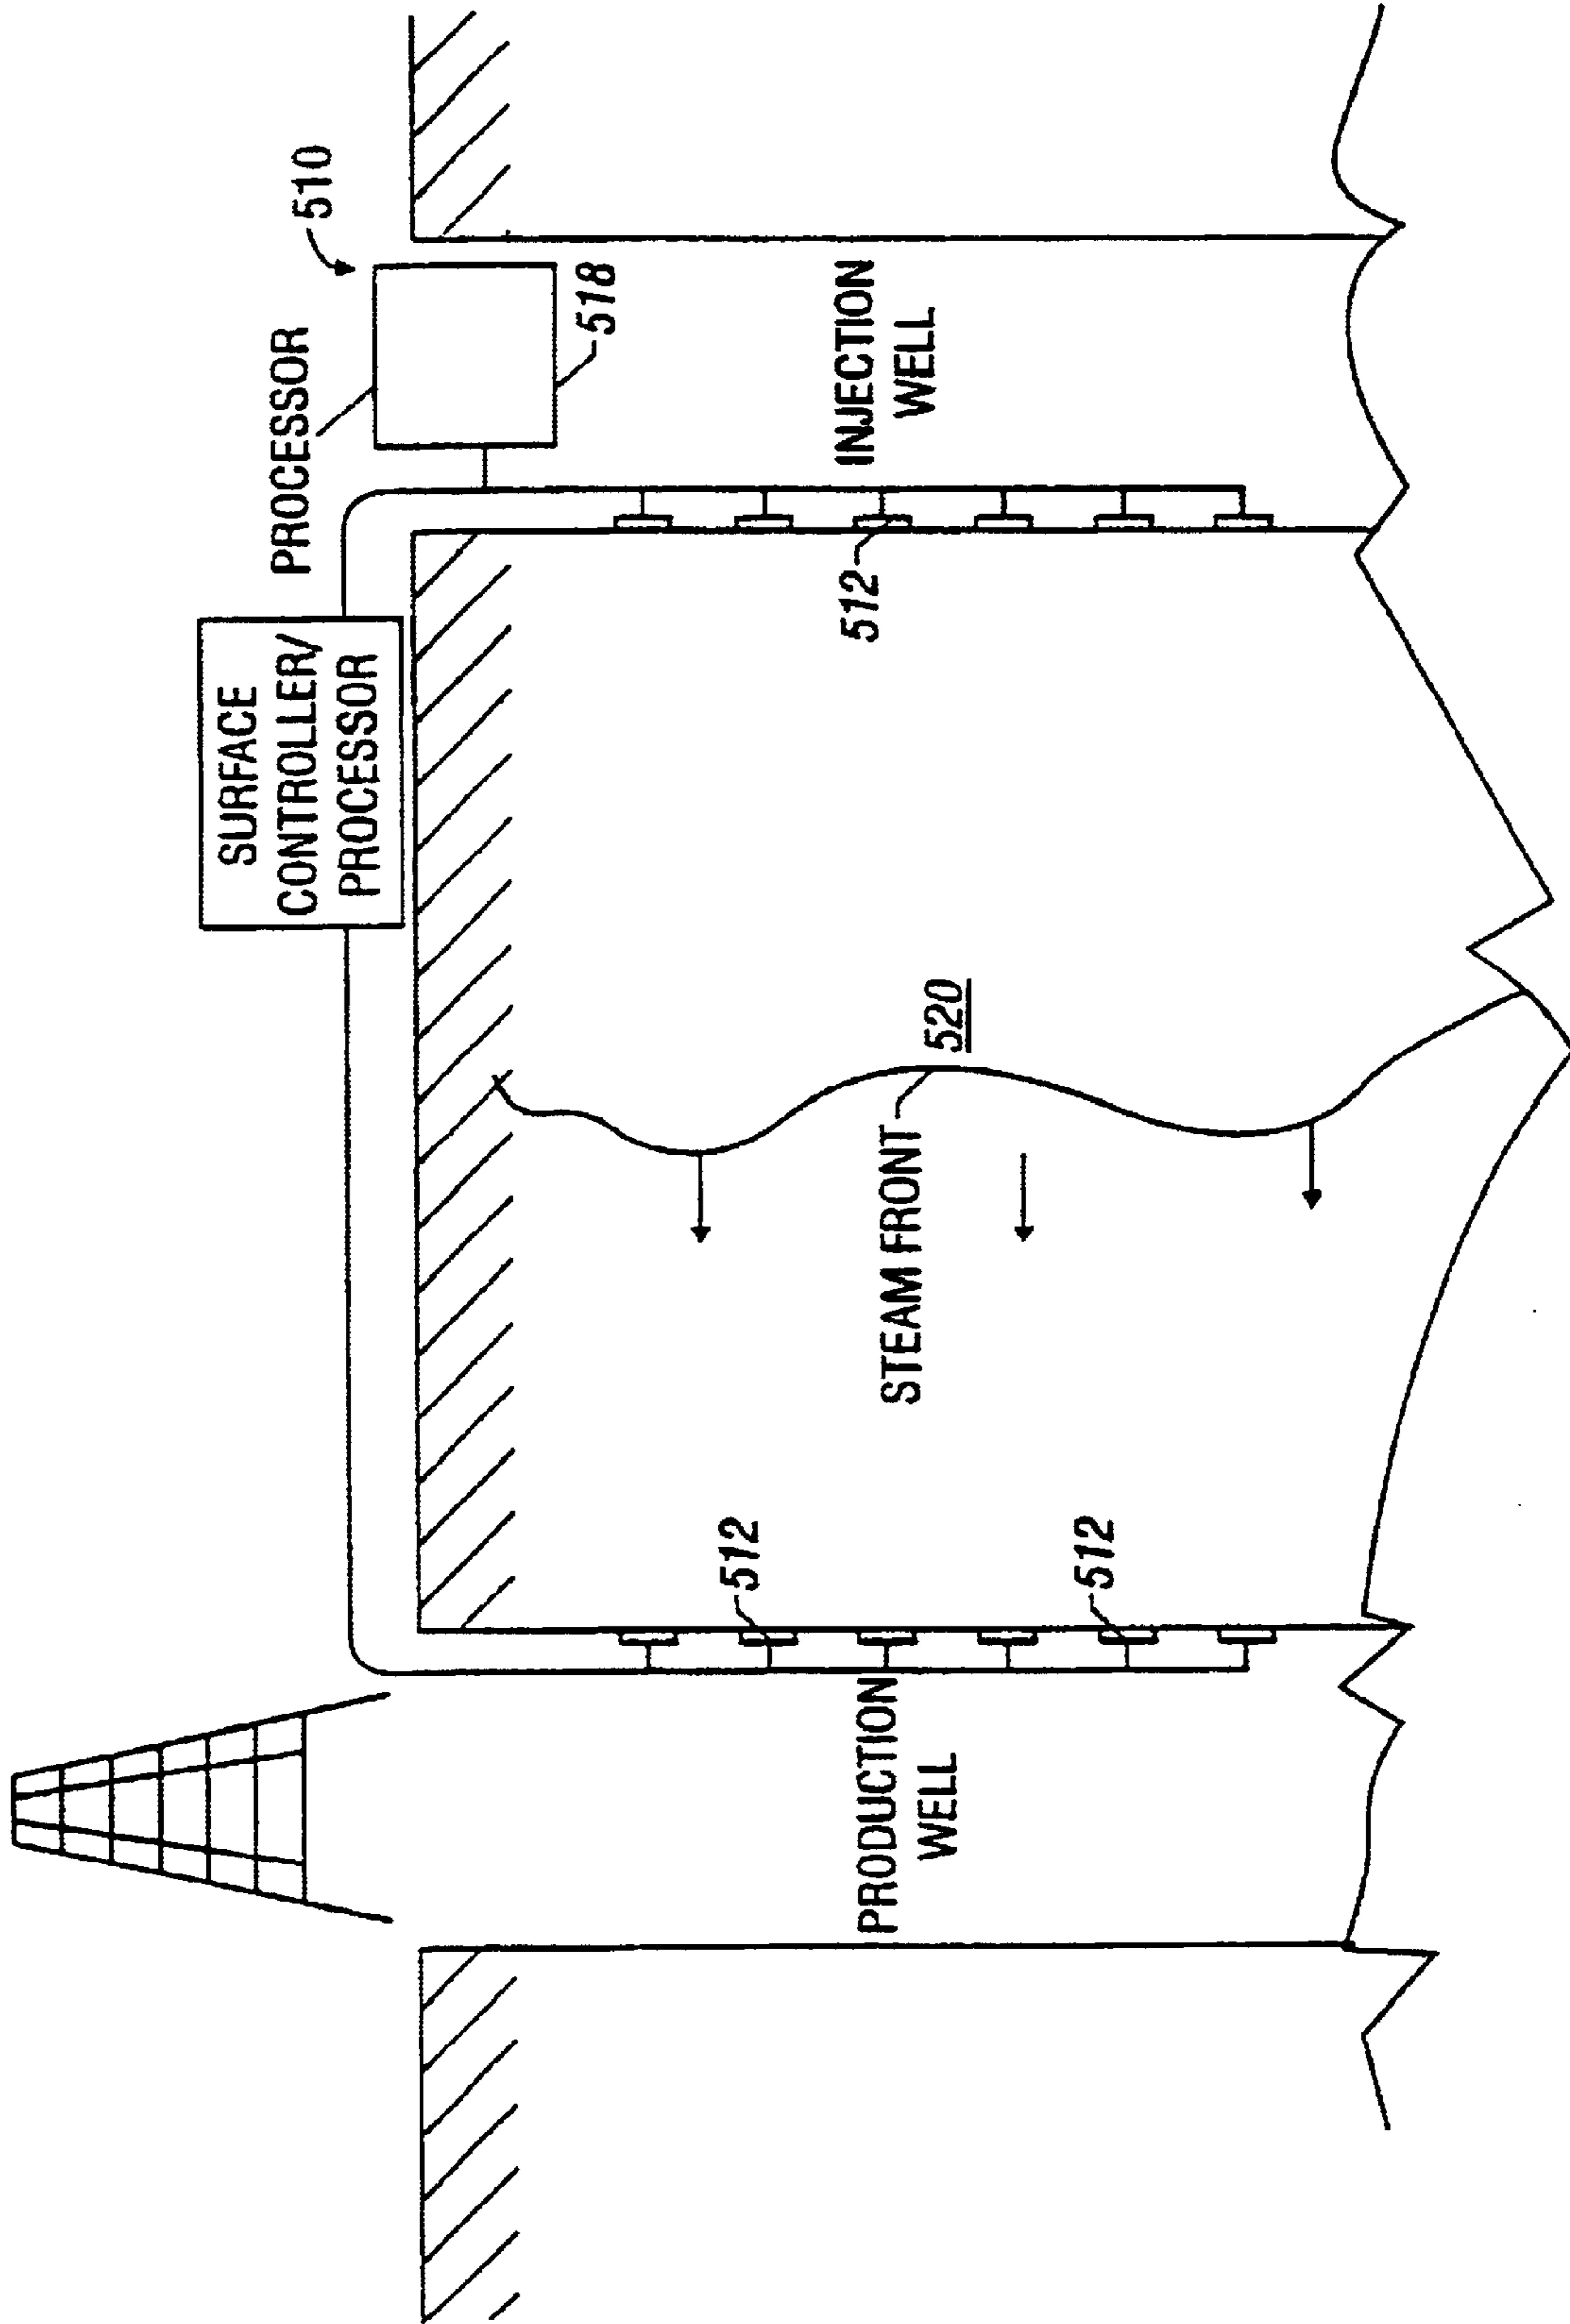 SURFACE
CONTROLLER/
PROCESSOR
PROCESSOR
510
518
512
512
512
STEAM FRONT
520
PRODUCTION
WELL
INJECTION
WELL